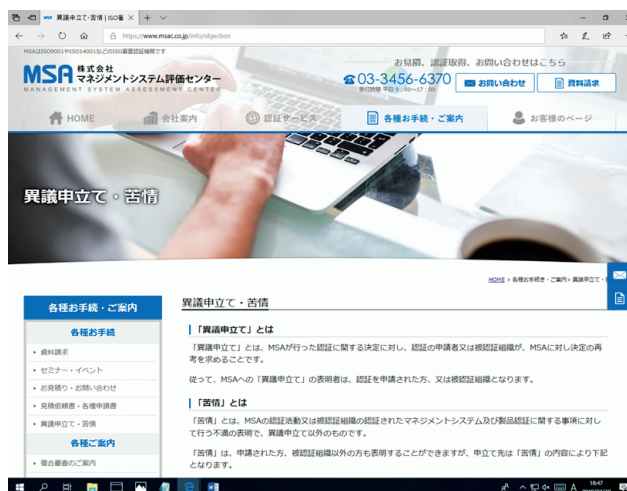 異議申立て・苦情 | ISO審
https://www.msac.co.jp/info/objection
MSAはISO9001やISO14001などのISO審査認証機関です
お見積、認証取得、お問い合わせはこちら
MSA 株式会社
マネジメントシステム評価センター
MANAGEMENT SYSTEM ASSESSMENT CENTER
03-3456-6370
受付時間 平日9:00~17:00
お問い合わせ
資料請求
HOME
会社案内
認証サービス
各種お手続・ご案内
お客様のページ
異議申立て・苦情
HOME > 各種お手続き・ご案内 > 異議申立て・
各種お手続・ご案内
各種お手続
資料請求
セミナー・イベント
お見積り・お問い合わせ
見積依頼書・各種申請書
異議申立て・苦情
各種ご案内
複合審査のご案内
異議申立て・苦情
「異議申立て」とは
「異議申立て」とは、MSAが行った認証に関する決定に対し、認証の申請者又は被認証組織が、MSAに対し決定の再
考を求めることです。
従って、MSAへの「異議申立て」の表明者は、認証を申請された方、又は被認証組織となります。
「苦情」とは
「苦情」とは、MSAの認証活動又は被認証組織の認証されたマネジメントシステム及び製品認証に関する事項に対し
て行う不満の表明で、異議申立て以外のものです。
「苦情」は、申請された方、被認証組織以外の方も表明することができますが、申立て先は「苦情」の内容により下記
となります。
A
18:47